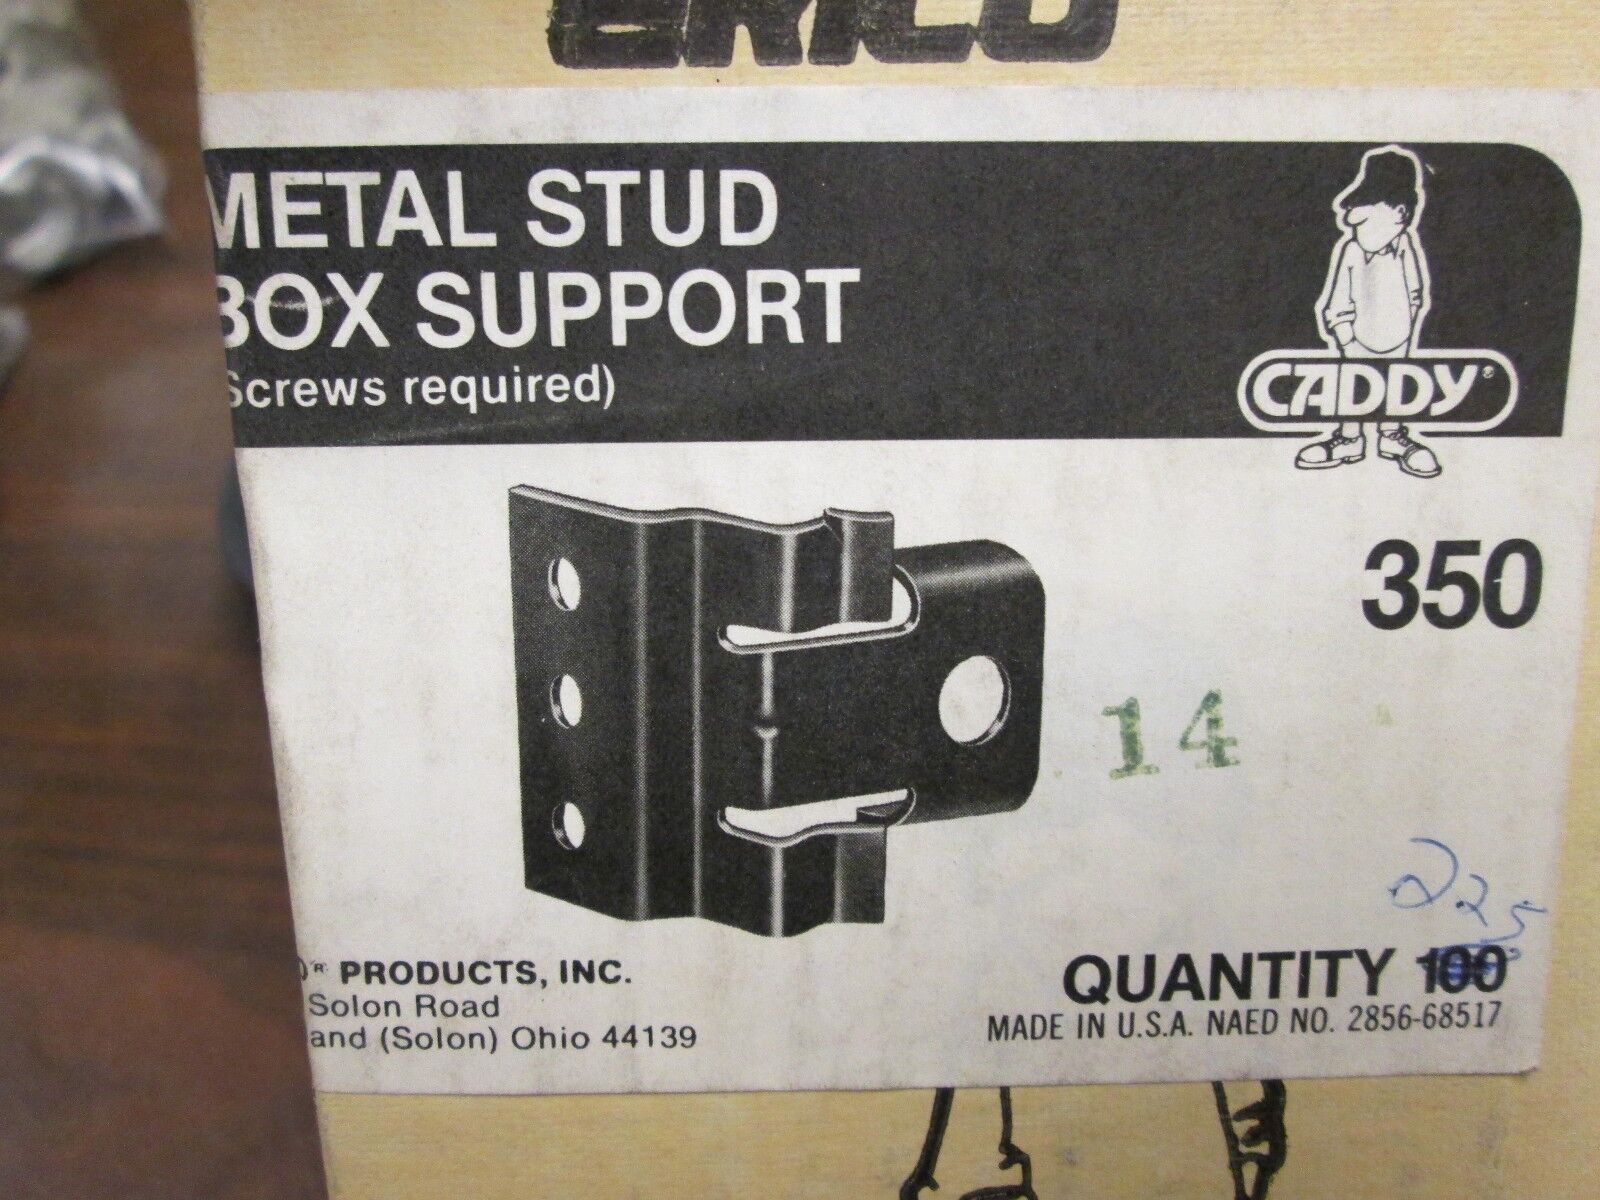 ERICO
METAL STUD
BOX SUPPORT
(Screws required)
CADDY®
350
14
2.25
® PRODUCTS, INC.
Solon Road
and (Solon) Ohio 44139
QUANTITY 100
MADE IN U.S.A. NAED NO. 2856-68517